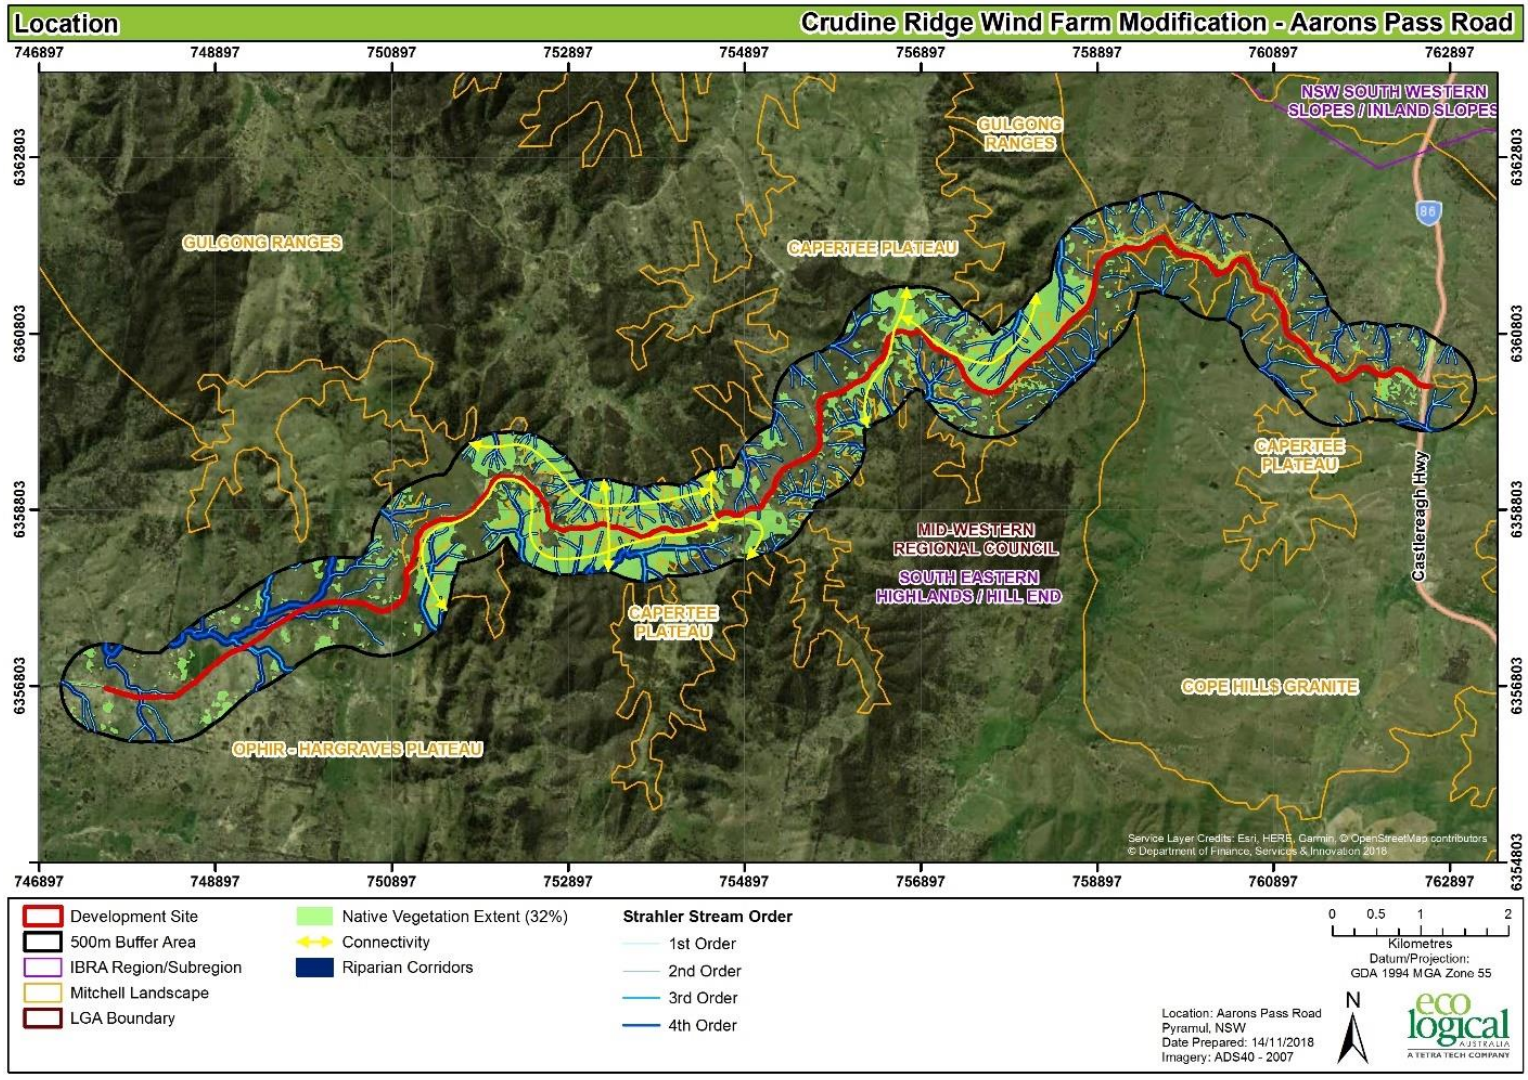 Location
Crudine Ridge Wind Farm Modification - Aarons Pass Road
746897
748897
750897
752897
754897
756897
758897
760897
762897
6362803
6360803
6358803
6356803
6362803
6360803
6358803
6356803
6354803
NSW SOUTH WESTERN
SLOPES / INLAND SLOPES
GULGONG
RANGES
86
GULGONG RANGES
CAPERTEE PLATEAU
CAPERTEE
PLATEAU
Castlereagh Hwy
MID-WESTERN
REGIONAL COUNCIL
SOUTH EASTERN
HIGHLANDS / HILL END
CAPERTEE
PLATEAU
COPE HILLS GRANITE
OPHIR - HARGRAVES PLATEAU
Service Layer Credits: Esri, HERE, Garmin, © OpenStreetMap contributors
© Department of Finance, Services & Innovation 2018
746897
748897
750897
752897
754897
756897
758897
760897
762897
Development Site
500m Buffer Area
IBRA Region/Subregion
Mitchell Landscape
LGA Boundary
Native Vegetation Extent (32%)
Connectivity
Riparian Corridors
Strahler Stream Order
1st Order
2nd Order
3rd Order
4th Order
0 0.5 1 2
Kilometres
Datum/Projection:
GDA 1994 MGA Zone 55
Location: Aarons Pass Road
Pyramul, NSW
Date Prepared: 14/11/2018
Imagery: ADS40 - 2007
N
eco
logical
AUSTRALIA
A TETRA TECH COMPANY